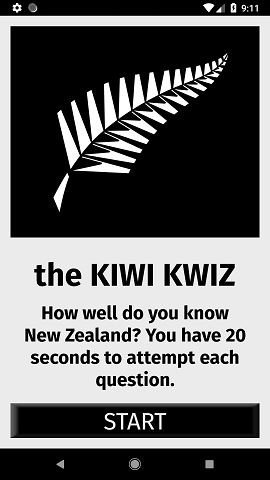 9:11
the KIWI KWIZ
How well do you know
New Zealand? You have 20
seconds to attempt each
question.
START